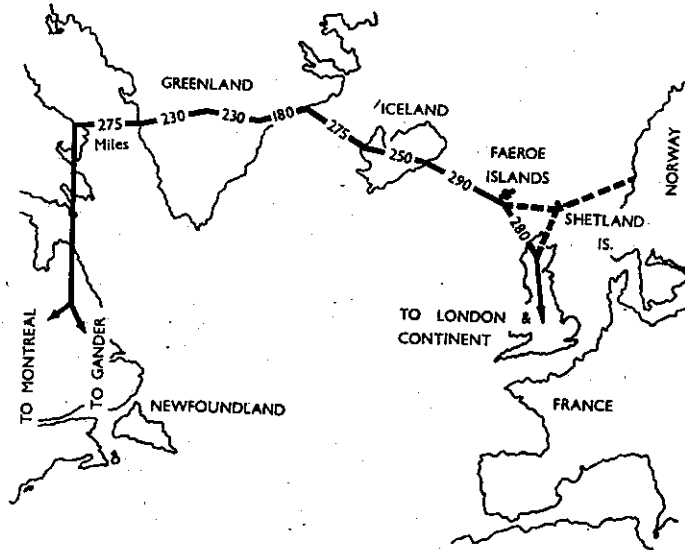 GREENLAND
ICELAND
275
Miles
230
230
180
275
250
290
FAEROE
ISLANDS
NORWAY
280
SHETLAND
IS.
TO LONDON &
CONTINENT
TO MONTREAL
TO GANDER
NEWFOUNDLAND
FRANCE